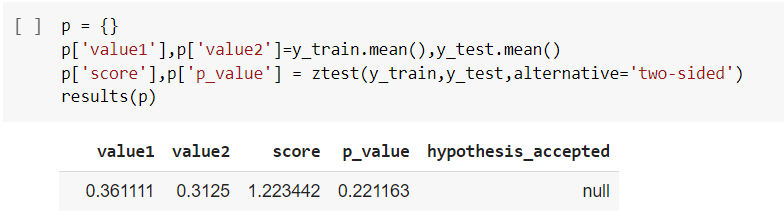 [ ] p = {}
p['value1'],p['value2']=y_train.mean(),y_test.mean()
p['score'],p['p_value'] = ztest(y_train,y_test,alternative='two-sided')
results(p)
value1 value2 score p_value hypothesis_accepted
0.361111 0.3125 1.223442 0.221163 null